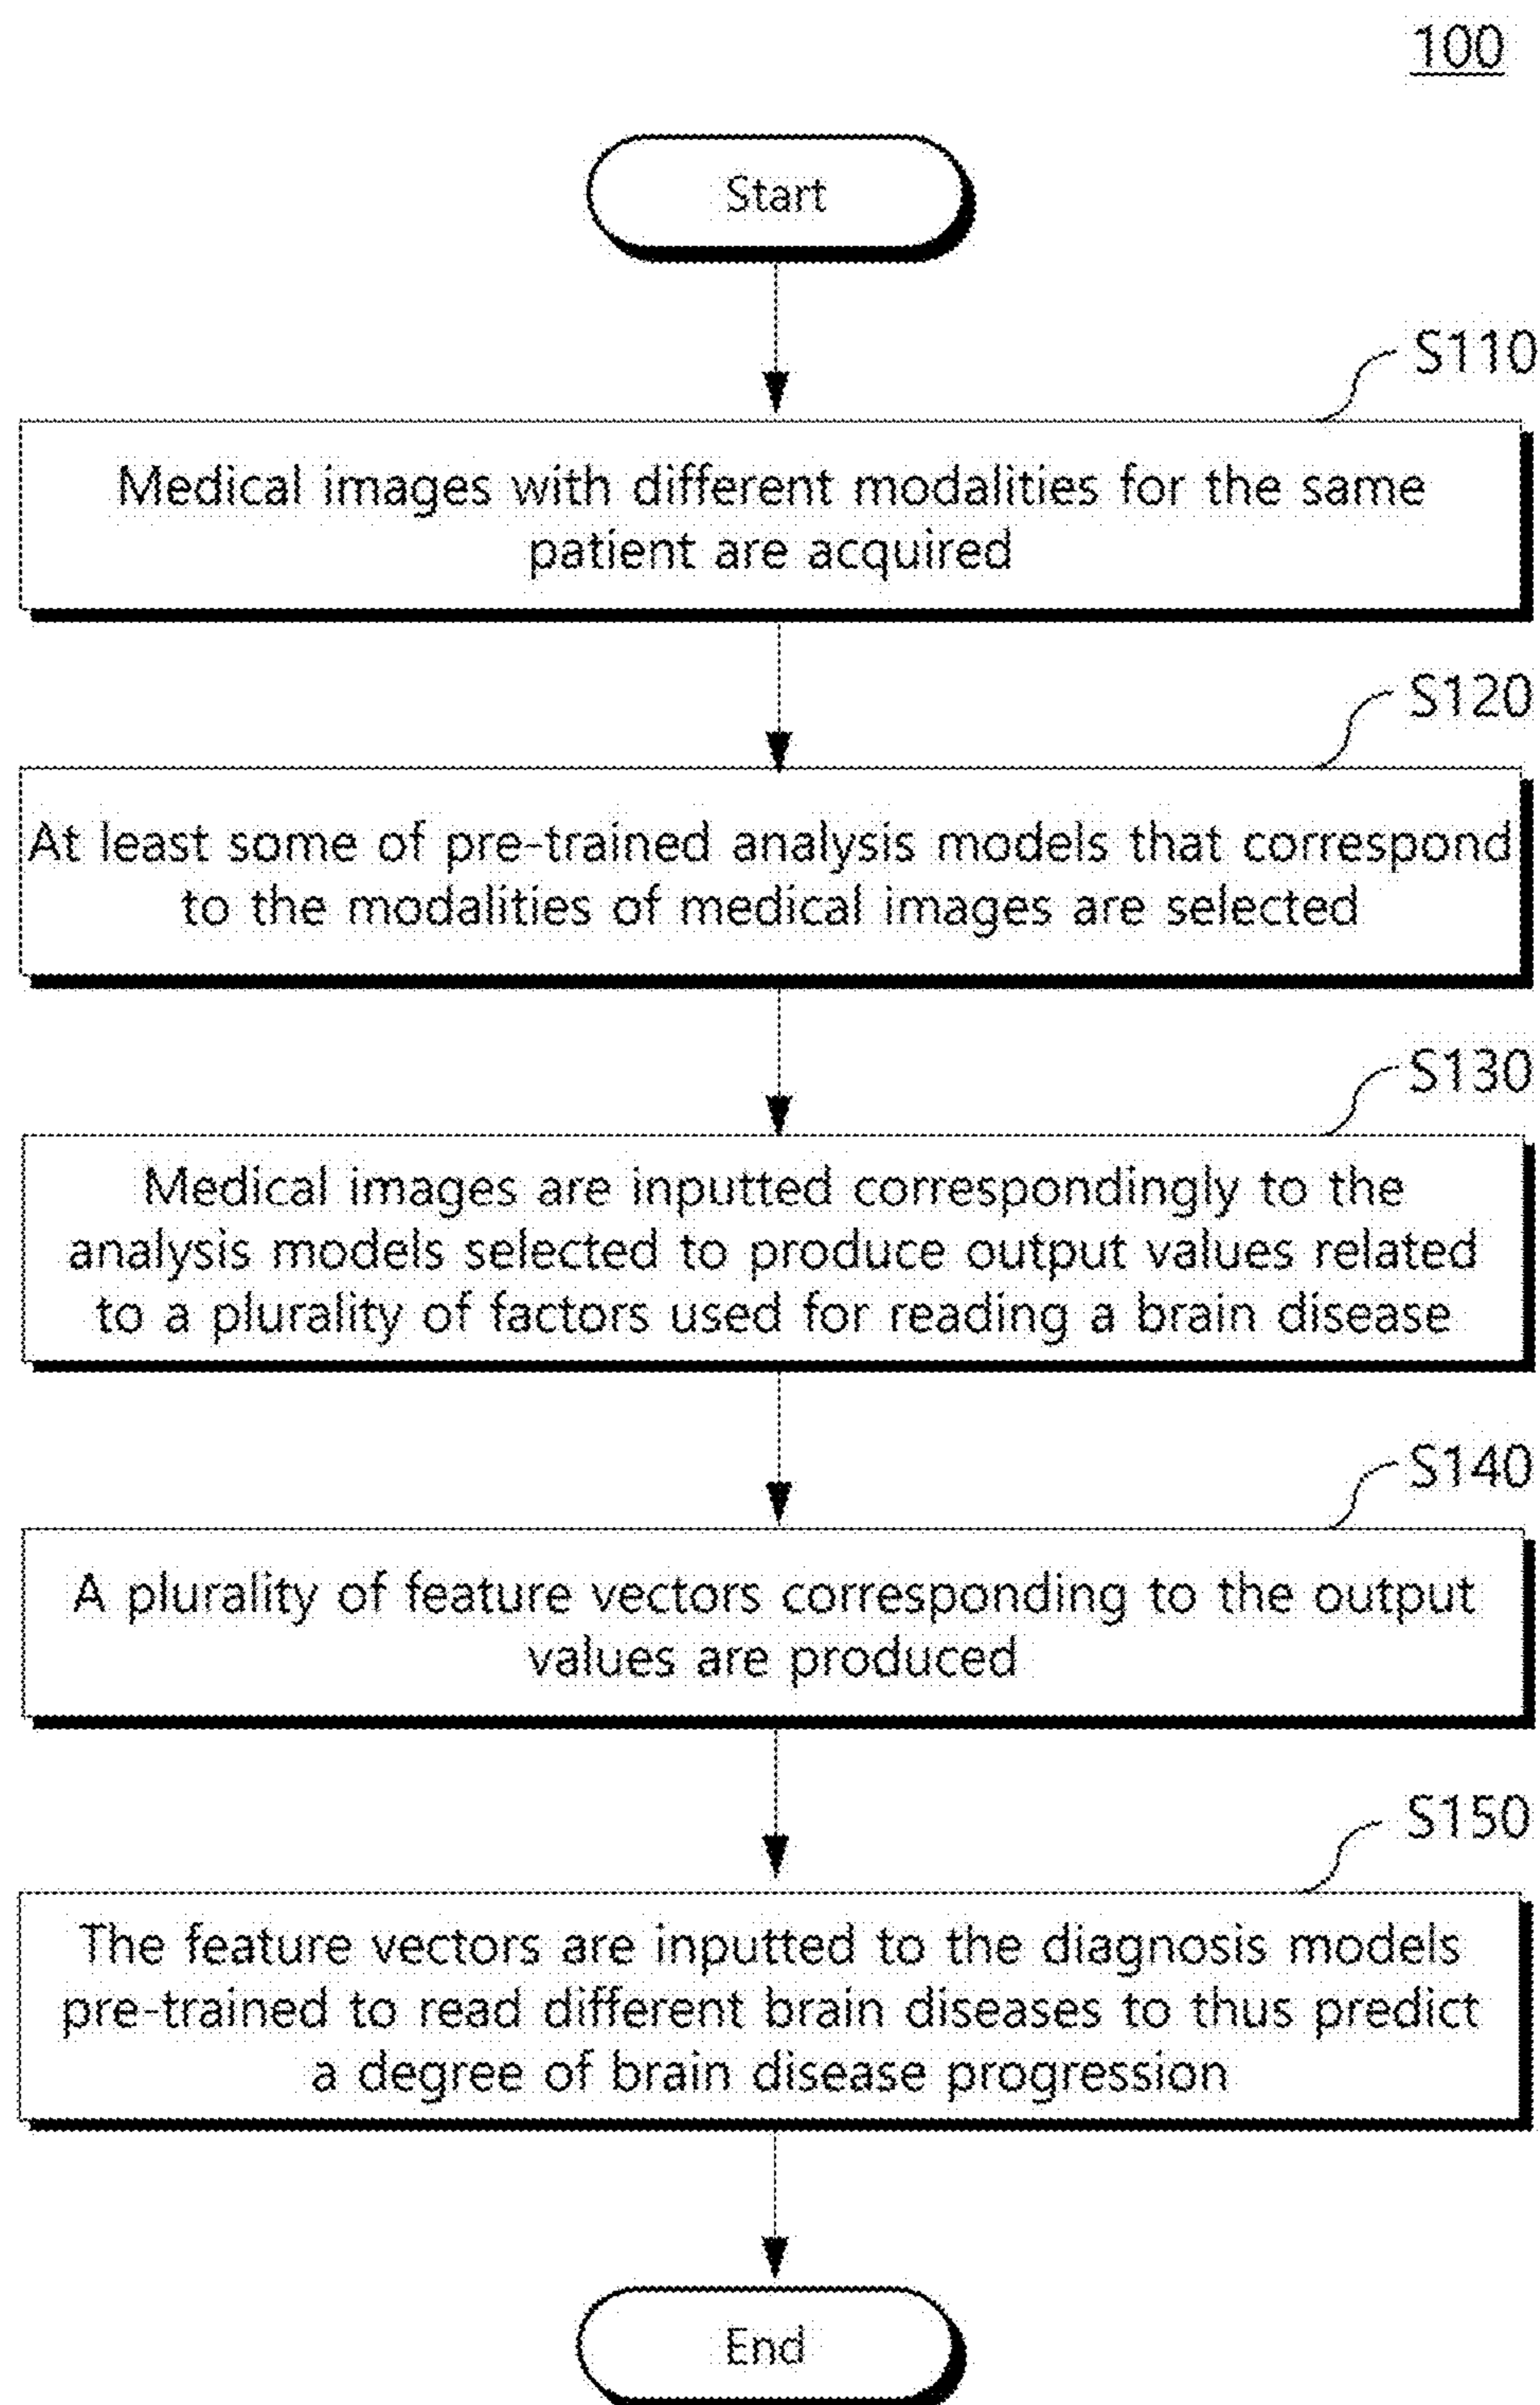 100
Start
S110
Medical images with different modalities for the same
patient are acquired
S120
At least some of pre-trained analysis models that correspond
to the modalities of medical images are selected
S130
Medical images are inputted correspondingly to the
analysis models selected to produce output values related
to a plurality of factors used for reading a brain disease
S140
A plurality of feature vectors corresponding to the output
values are produced
S150
The feature vectors are inputted to the diagnosis models
pre-trained to read different brain diseases to thus predict
a degree of brain disease progression
End